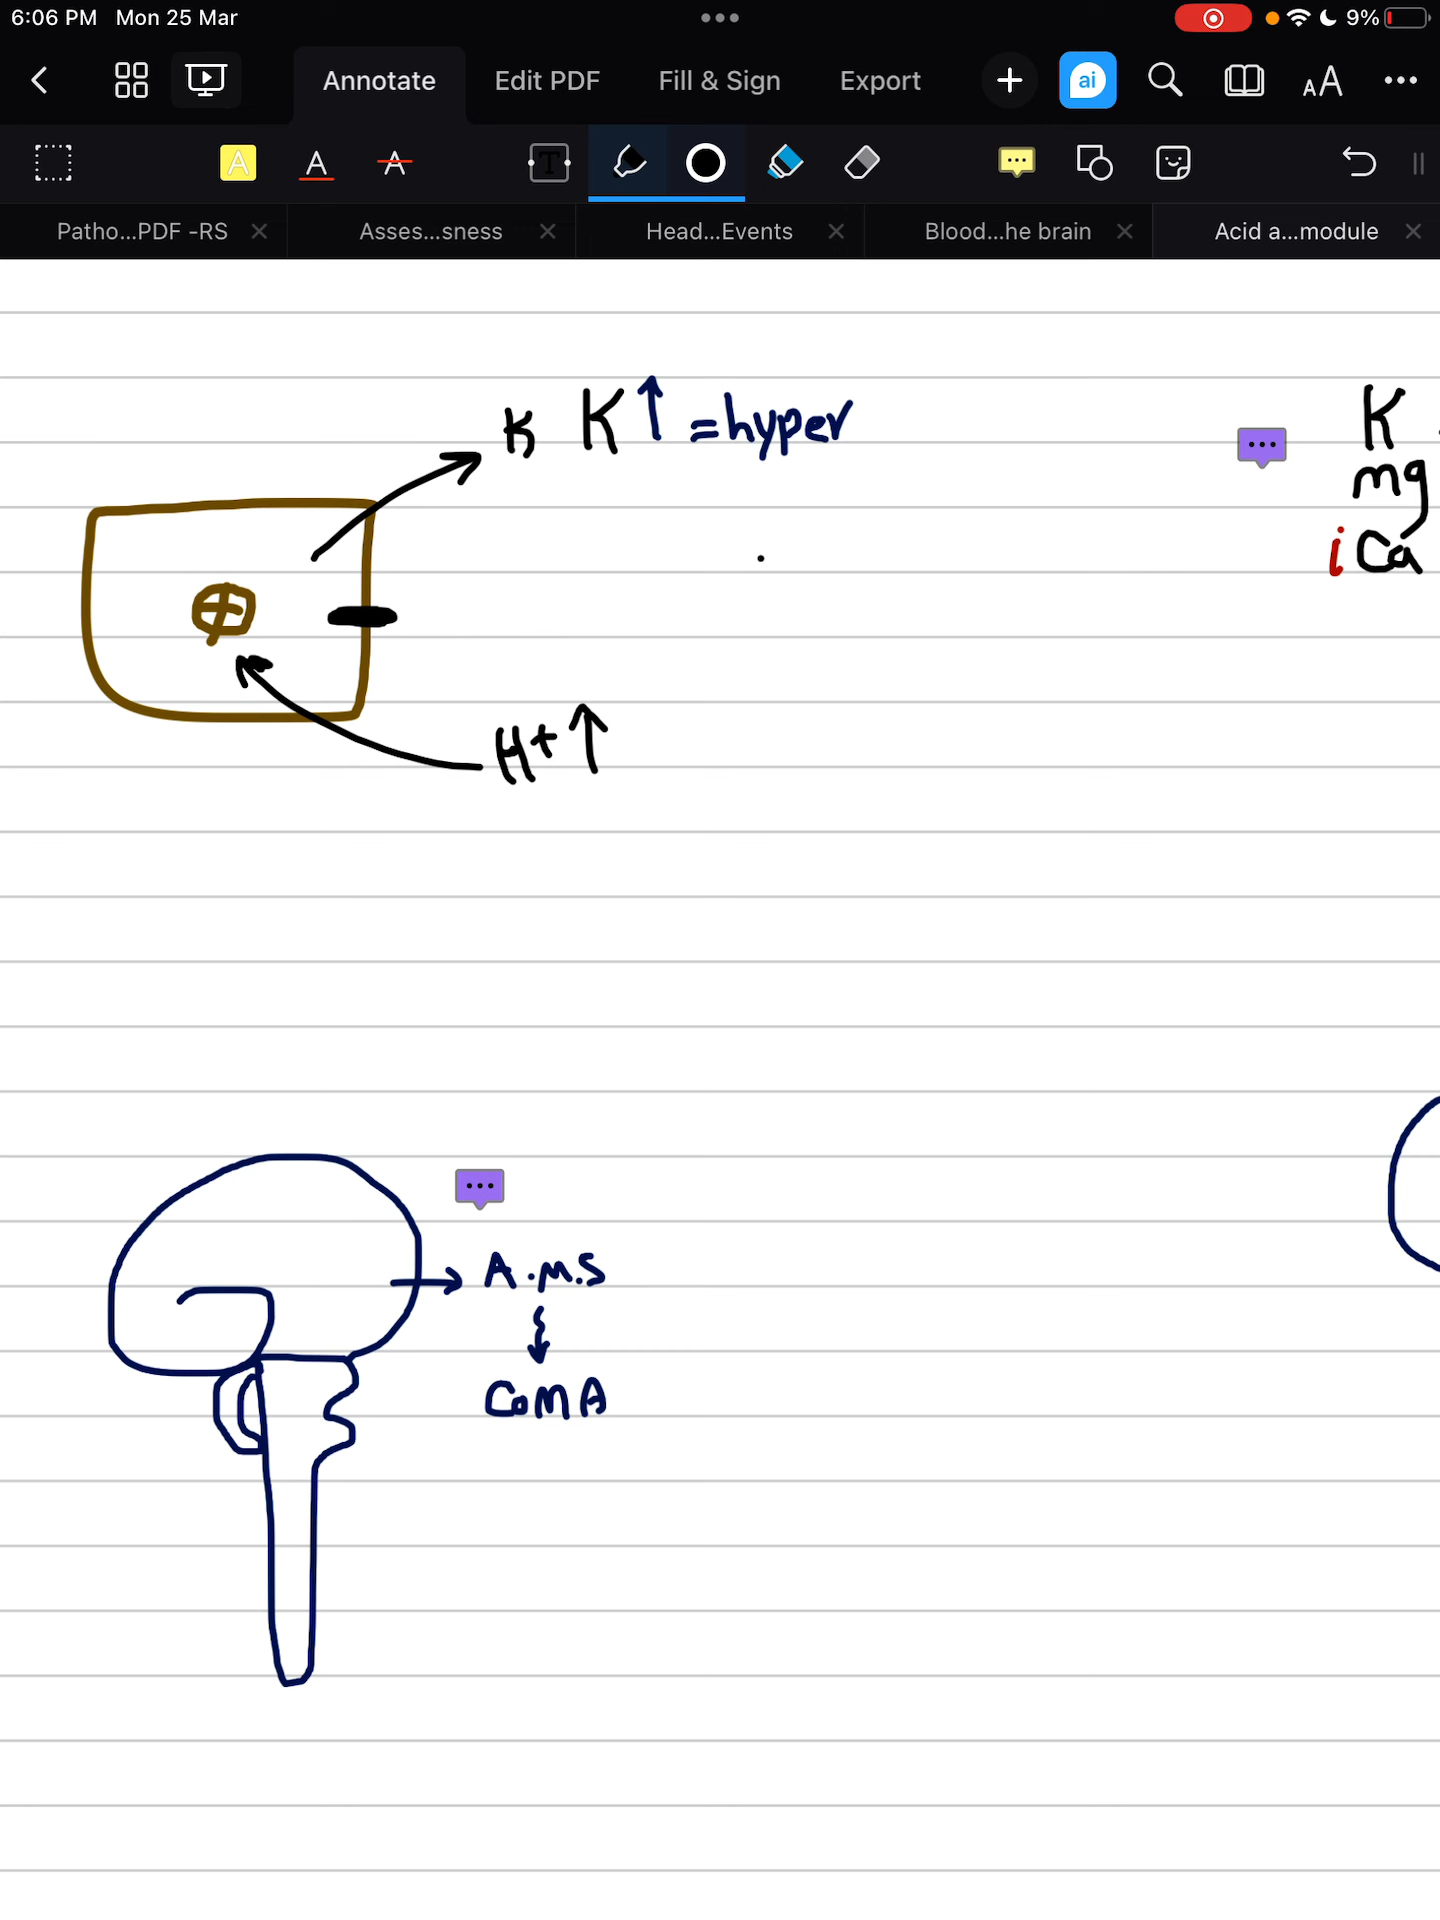 6:06 PM Mon 25 Mar
9%
Annotate Edit PDF Fill & Sign Export
ai
AA
A A A T
Patho...PDF -RS
Asses...sness
Head...Events
Blood...he brain
Acid a...module
K K↑ =hyper
K
mg
iCa
+
H+↑
→ A.M.S
↓
COMA